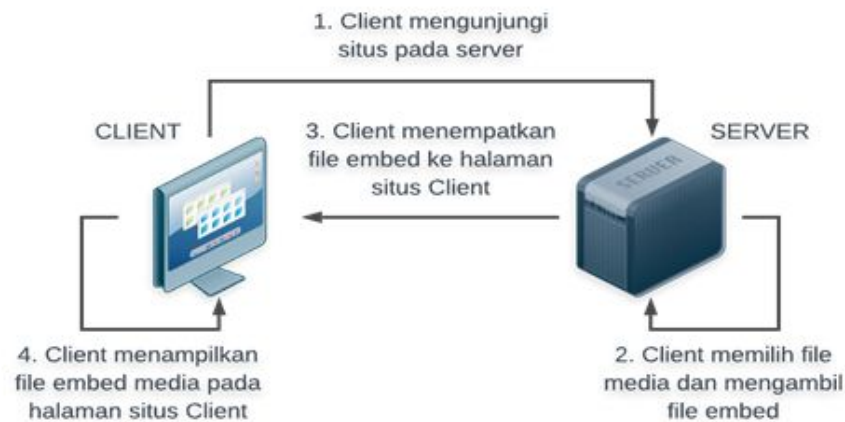 1. Client mengunjungi
situs pada server
CLIENT
3. Client menempatkan
file embed ke halaman
situs Client
SERVER
SERVER
4. Client menampilkan
file embed media pada
halaman situs Client
2. Client memilih file
media dan mengambil
file embed